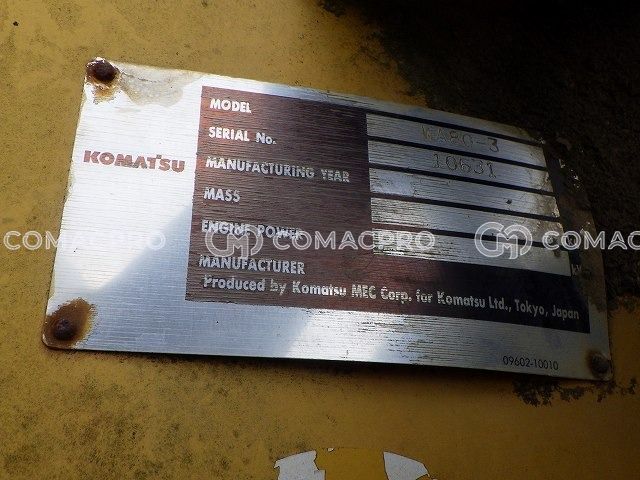 KOMATSU
MODEL WA80-3
SERIAL No. 10631
MANUFACTURING YEAR
MASS
ENGINE POWER
MANUFACTURER
Produced by Komatsu MEC Corp. for Komatsu Ltd., Tokyo, Japan
09602-10010
COMACPRO COMACPRO COMACPRO